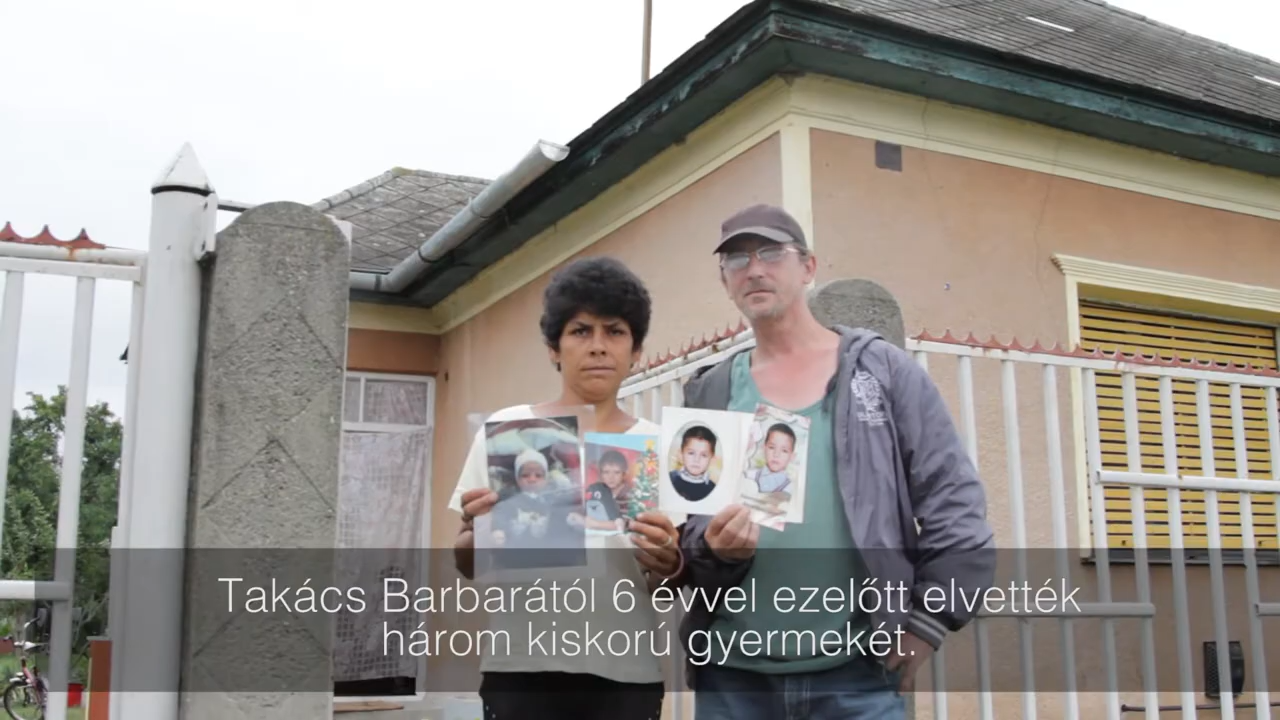 Takács Barbarától 6 évvel ezelőtt elvették
három kiskorú gyermekét.